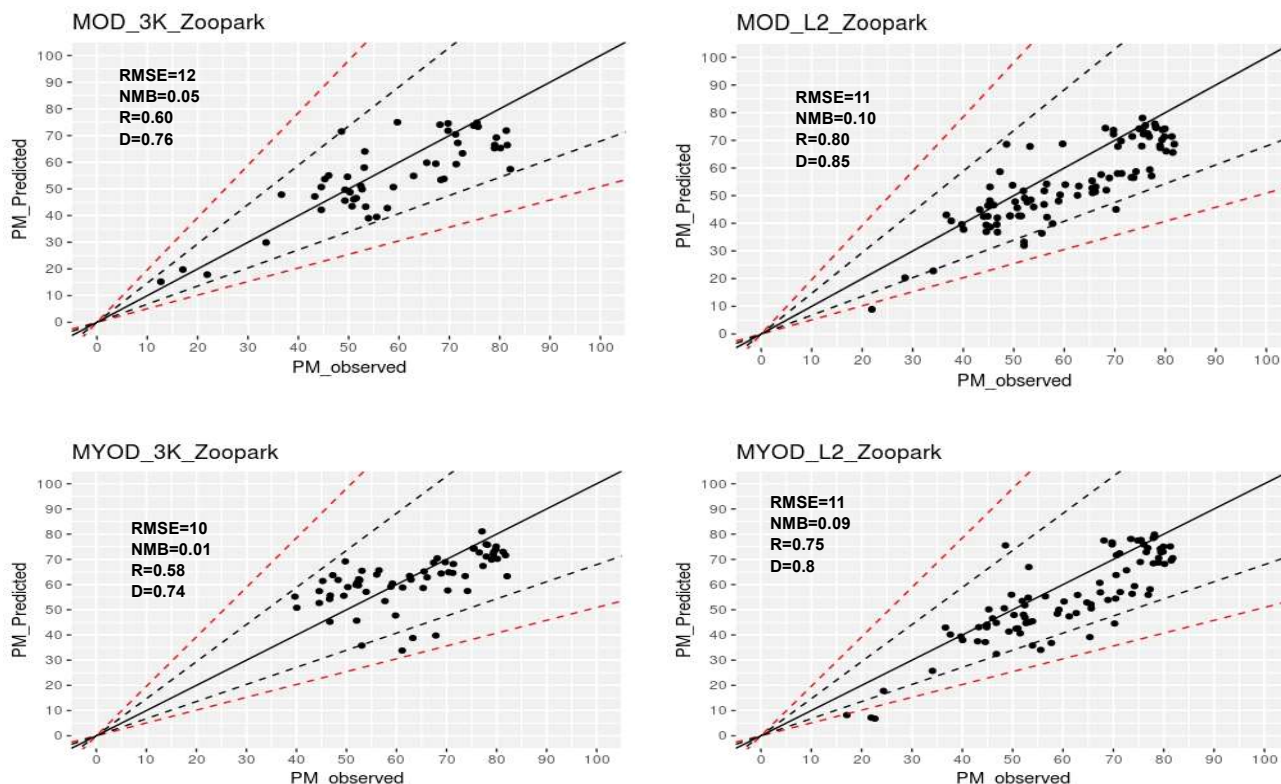 MOD_3K_Zoopark
RMSE=12
NMB=0.05
R=0.60
D=0.76
PM_Predicted
100
90
80
70
60
50
40
30
20
10
0
0 10 20 30 40 50 60 70 80 90 100
PM_observed
MOD_L2_Zoopark
RMSE=11
NMB=0.10
R=0.80
D=0.85
PM_Predicted
100
90
80
70
60
50
40
30
20
10
0
0 10 20 30 40 50 60 70 80 90 100
PM_observed
MYOD_3K_Zoopark
RMSE=10
NMB=0.01
R=0.58
D=0.74
PM_Predicted
100
90
80
70
60
50
40
30
20
10
0
0 10 20 30 40 50 60 70 80 90 100
PM_observed
MYOD_L2_Zoopark
RMSE=11
NMB=0.09
R=0.75
D=0.8
PM_Predicted
100
90
80
70
60
50
40
30
20
10
0
0 10 20 30 40 50 60 70 80 90 100
PM_observed